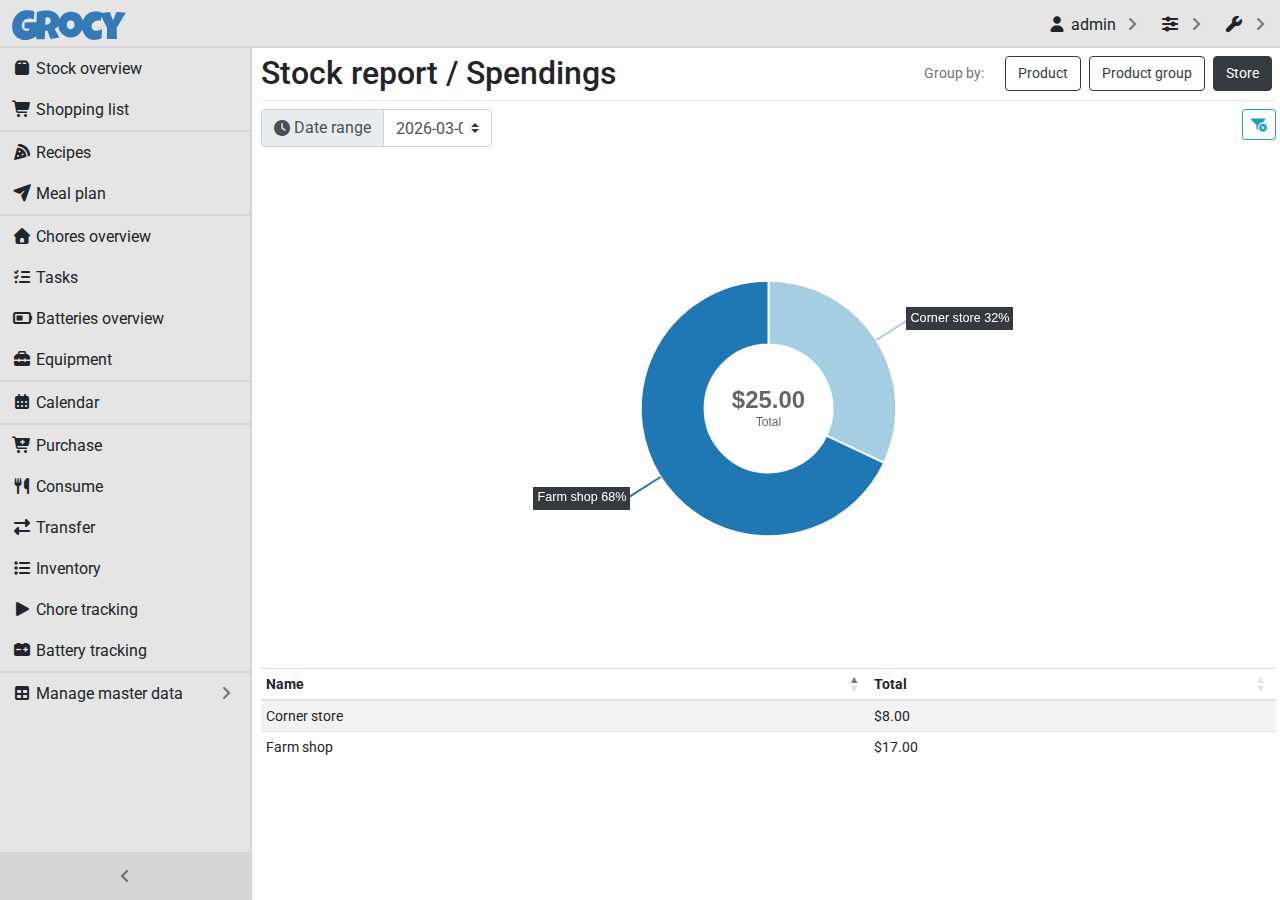 GROCY
admin
Stock overview
Shopping list
Recipes
Meal plan
Chores overview
Tasks
Batteries overview
Equipment
Calendar
Purchase
Consume
Transfer
Inventory
Chore tracking
Battery tracking
Manage master data
Stock report / Spendings
Group by:
Product
Product group
Store
Date range
2026-03-0
Corner store 32%
$25.00
Total
Farm shop 68%
Name Total
Corner store $8.00
Farm shop $17.00